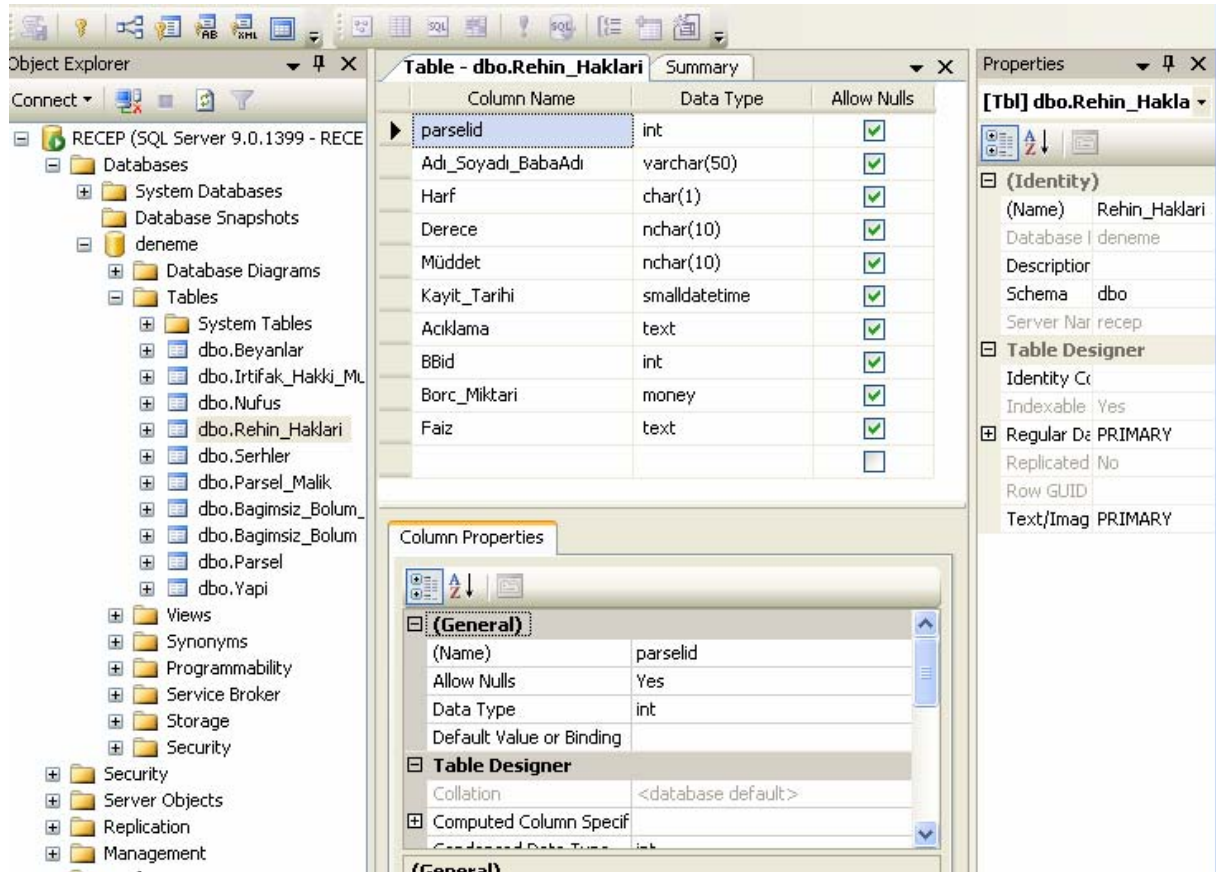 Object Explorer
Connect
RECEP (SQL Server 9.0.1399 - RECE
Databases
System Databases
Database Snapshots
deneme
Database Diagrams
Tables
System Tables
dbo.Beyanlar
dbo.Irtifak_Hakki_Mu
dbo.Nufus
dbo.Rehin_Haklari
dbo.Serhler
dbo.Parsel_Malik
dbo.Bagimsiz_Bolum_
dbo.Bagimsiz_Bolum
dbo.Parsel
dbo.Yapi
Views
Synonyms
Programmability
Service Broker
Storage
Security
Security
Server Objects
Replication
Management
Table - dbo.Rehin_Haklari Summary
Column Name Data Type Allow Nulls
parselid int
Adı_Soyadı_BabaAdı varchar(50)
Harf char(1)
Derece nchar(10)
Müddet nchar(10)
Kayit_Tarihi smalldatetime
Acıklama text
BBid int
Borc_Miktari money
Faiz text
Column Properties
(General)
(Name) parselid
Allow Nulls Yes
Data Type int
Default Value or Binding
Table Designer
Collation <database default>
Computed Column Specif
Condensed Data Type int
(General)
Properties
[Tbl] dbo.Rehin_Hakla
(Identity)
(Name) Rehin_Haklari
Database deneme
Description
Schema dbo
Server Nar recep
Table Designer
Identity Co
Indexable Yes
Regular Da PRIMARY
Replicated No
Row GUID
Text/Imag PRIMARY